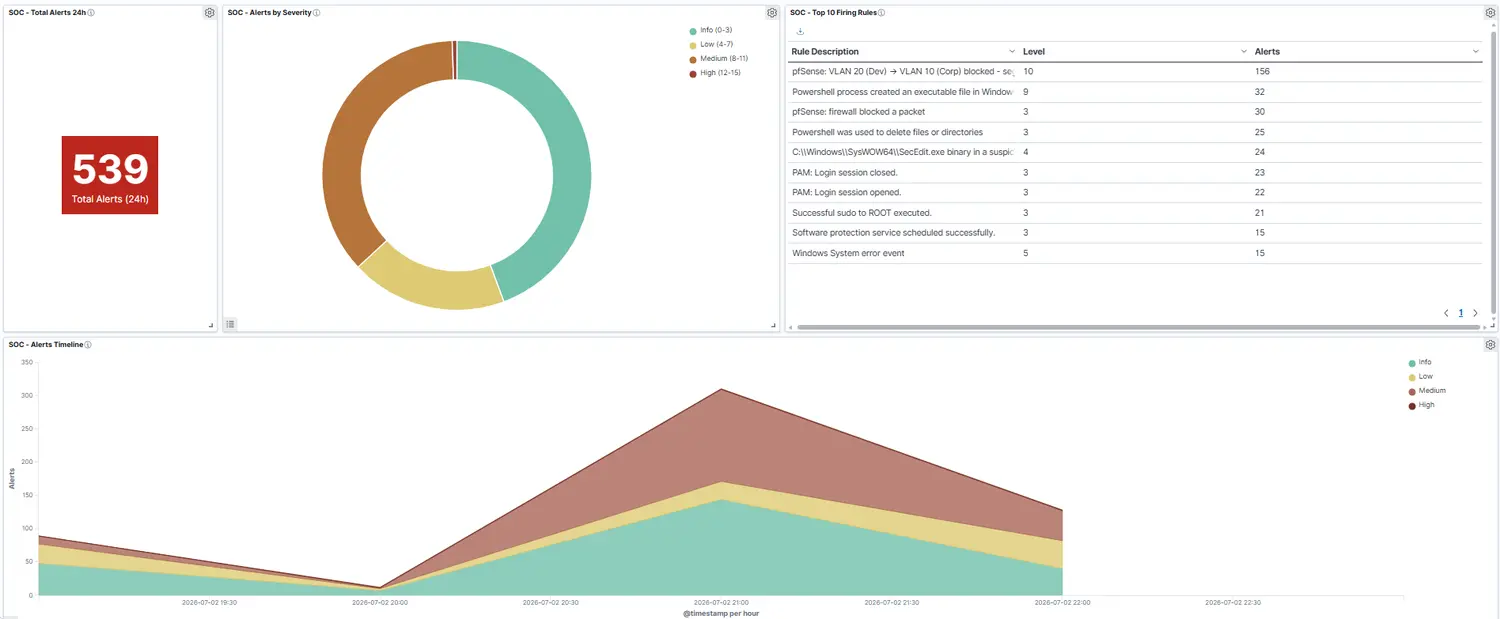 SOC - Total Alerts 24h
539
Total Alerts (24h)
SOC - Alerts by Severity
Info (0-3)
Low (4-7)
Medium (8-11)
High (12-15)
SOC - Top 10 Firing Rules
Rule Description Level Alerts
pfSense: VLAN 20 (Dev) → VLAN 10 (Corp) blocked - 10 156
Powershell process created an executable file in Window 9 32
pfSense: firewall blocked a packet 3 30
Powershell was used to delete files or directories 3 25
C:\\Windows\\SysWOW64\\SecEdit.exe binary in a suspic 4 24
PAM: Login session closed. 3 23
PAM: Login session opened. 3 22
Successful sudo to ROOT executed. 3 21
Software protection service scheduled successfully. 3 15
Windows System error event 5 15
1
SOC - Alerts Timeline
350
300
250
200
150
100
50
0
Alerts
2026-07-02 19:30 2026-07-02 20:00 2026-07-02 20:30 2026-07-02 21:00 2026-07-02 21:30 2026-07-02 22:00 2026-07-02 22:30
@timestamp per hour
Info
Low
Medium
High